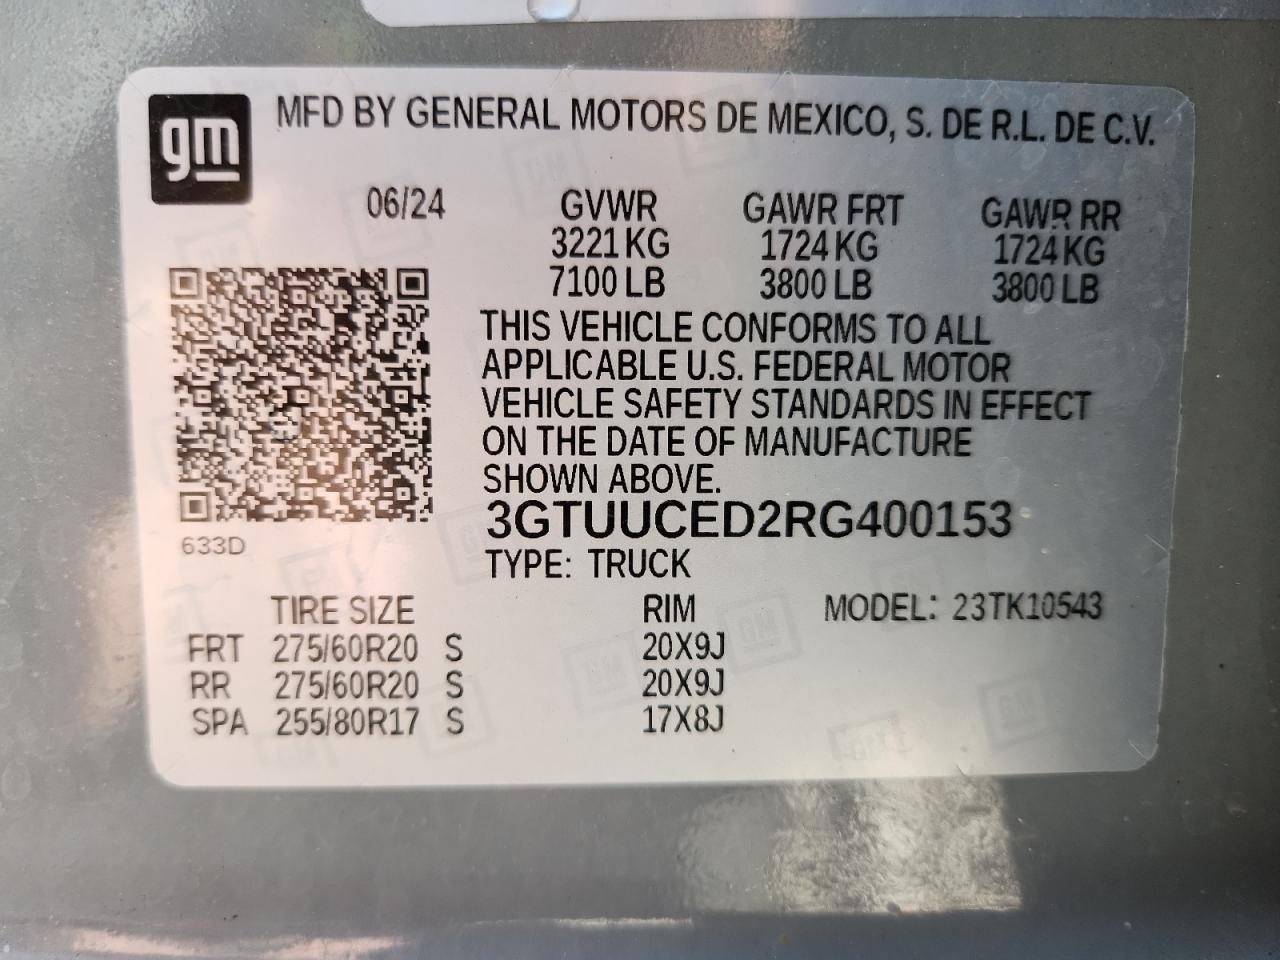 gm
MFD BY GENERAL MOTORS DE MEXICO, S. DE R.L. DE C.V.
06/24 GVWR GAWR FRT GAWR RR
3221 KG 1724 KG 1724 KG
7100 LB 3800 LB 3800 LB
THIS VEHICLE CONFORMS TO ALL
APPLICABLE U.S. FEDERAL MOTOR
VEHICLE SAFETY STANDARDS IN EFFECT
ON THE DATE OF MANUFACTURE
SHOWN ABOVE.
3GTUUCED2RG400153
633D
TYPE: TRUCK
TIRE SIZE RIM MODEL: 23TK10543
FRT 275/60R20 S 20X9J
RR 275/60R20 S 20X9J
SPA 255/80R17 S 17X8J